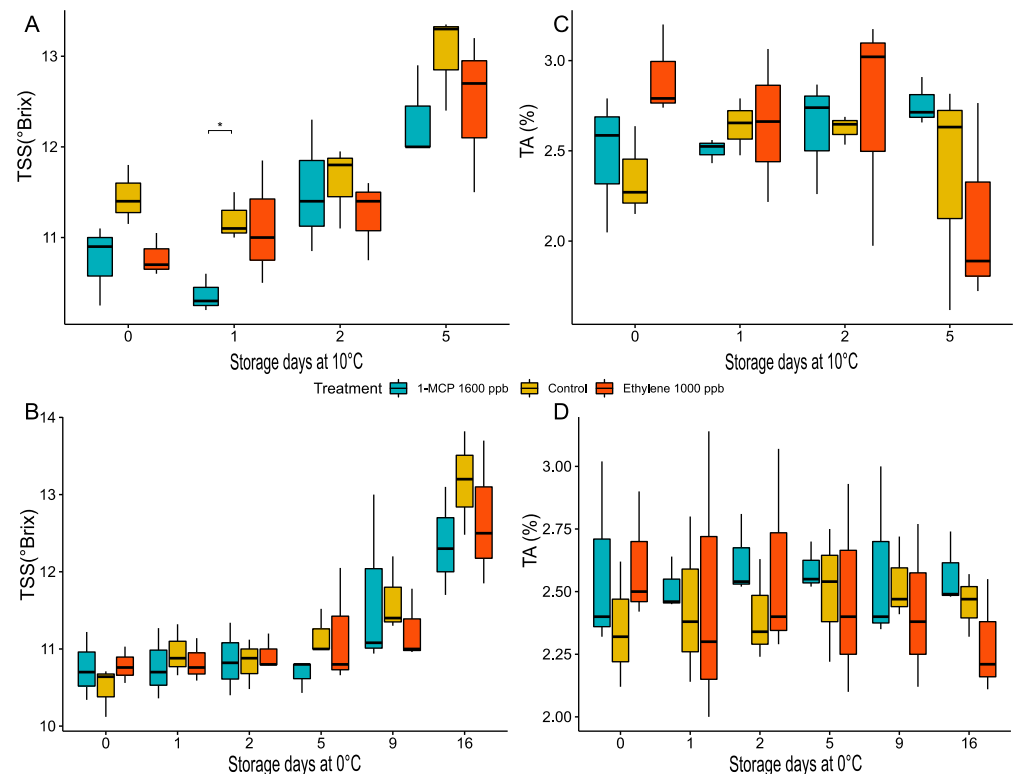 A
TSS(°Brix)
13
12
11
*
0 1 2 5
Storage days at 10°C
C
TA (%)
3.0
2.5
2.0
0 1 2 5
Storage days at 10°C
Treatment 1-MCP 1600 ppb Control Ethylene 1000 ppb
B
TSS(°Brix)
14
13
12
11
10
0 1 2 5 9 16
Storage days at 0°C
D
TA (%)
3.00
2.75
2.50
2.25
2.00
0 1 2 5 9 16
Storage days at 0°C